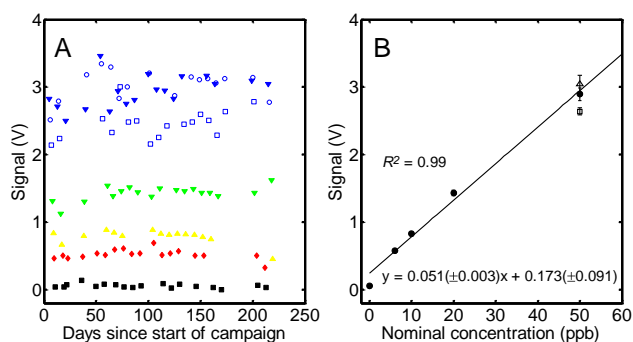 A
B
4
3
2
1
0
Signal (V)
0
50
100
150
200
250
Days since start of campaign
4
3
2
1
0
Signal (V)
R² = 0.99
y = 0.051(±0.003)x + 0.173(±0.091)
0
10
20
30
40
50
60
Nominal concentration (ppb)